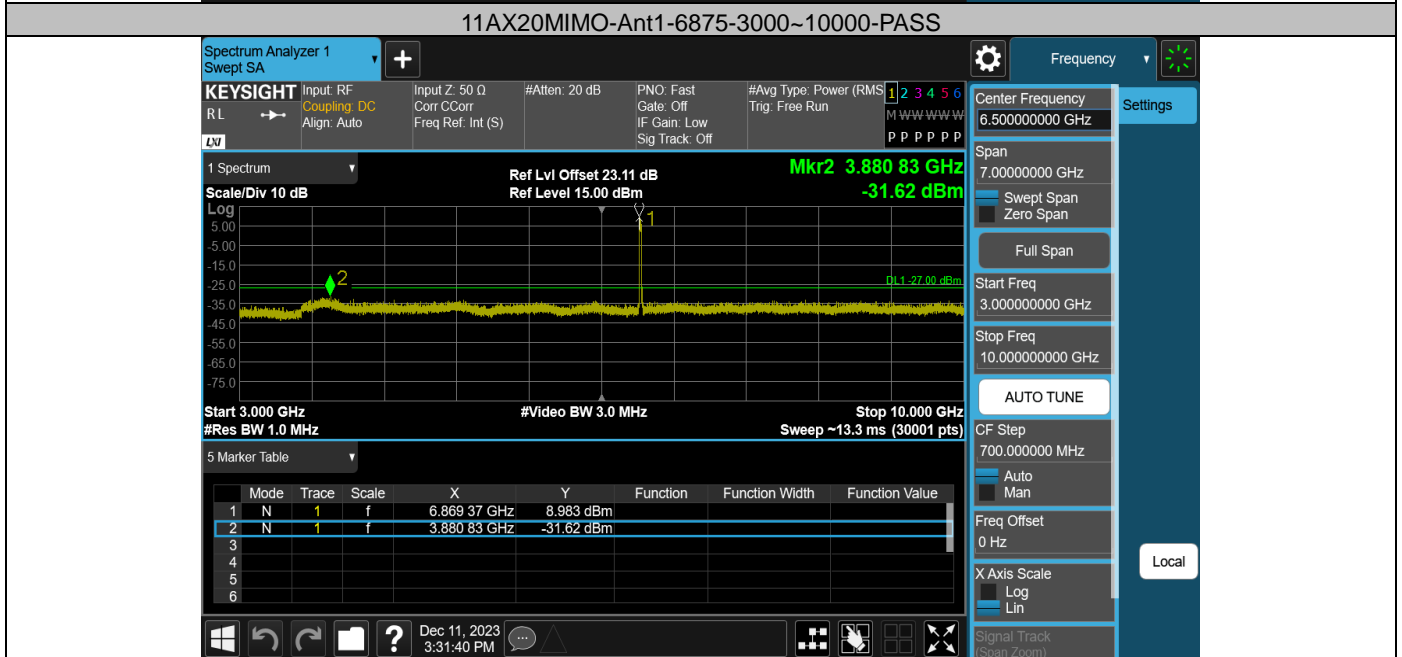 11AX20MIMO-Ant1-6875-3000~10000-PASS
Spectrum Analyzer 1
Swept SA
Frequency
KEYSIGHT
Input: RF
Coupling: DC
Align: Auto
Input Z: 50 Ω
Corr CCorr
Freq Ref: Int (S)
#Atten: 20 dB
PNO: Fast
Gate: Off
IF Gain: Low
Sig Track: Off
#Avg Type: Power (RMS
Trig: Free Run
1 2 3 4 5 6
M W W W W W
P P P P P P
R L
LXI
1 Spectrum
Scale/Div 10 dB
Ref Lvl Offset 23.11 dB
Ref Level 15.00 dBm
Mkr2 3.880 83 GHz
-31.62 dBm
Log
5.00
-5.00
-15.0
-25.0
-35.0
-45.0
-55.0
-65.0
-75.0
1
2
DL1 -27.00 dBm
Start 3.000 GHz
#Video BW 3.0 MHz
Stop 10.000 GHz
#Res BW 1.0 MHz
Sweep ~13.3 ms (30001 pts)
5 Marker Table
Mode Trace Scale X Y Function Function Width Function Value
1 N 1 f 6.869 37 GHz 8.983 dBm
2 N 1 f 3.880 83 GHz -31.62 dBm
3
4
5
6
Center Frequency
6.500000000 GHz
Settings
Span
7.00000000 GHz
Swept Span
Zero Span
Full Span
Start Freq
3.000000000 GHz
Stop Freq
10.000000000 GHz
AUTO TUNE
CF Step
700.000000 MHz
Auto
Man
Freq Offset
0 Hz
X Axis Scale
Log
Lin
Local
Signal Track
(Span Zoom)
?
Dec 11, 2023
3:31:40 PM